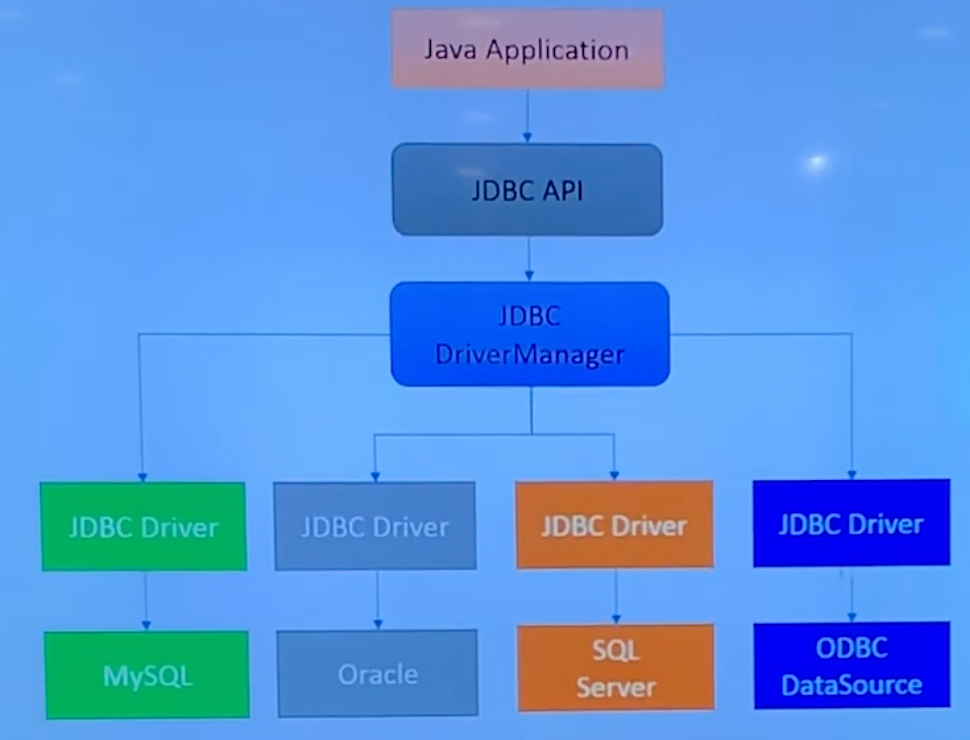 Java Application
JDBC API
JDBC
DriverManager
JDBC Driver
JDBC Driver
JDBC Driver
JDBC Driver
MySQL
Oracle
SQL
Server
ODBC
DataSource